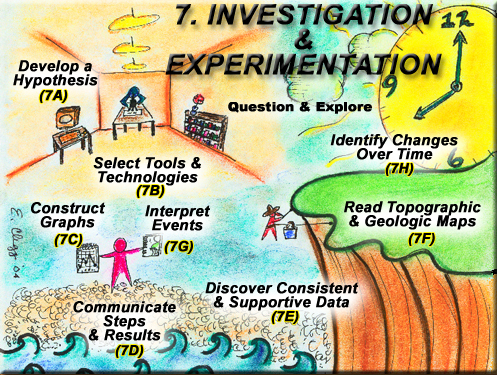 7. INVESTIGATION
&
EXPERIMENTATION
Question & Explore
Develop a
Hypothesis
(7A)
Select Tools &
Technologies
(7B)
Construct
Graphs
(7C)
Interpret
Events
(7G)
Communicate
Steps
& Results
(7D)
Discover Consistent
& Supportive Data
(7E)
Identify Changes
Over Time
(7H)
Read Topographic
& Geologic Maps
(7F)
12
9
6
E. Clegg 04